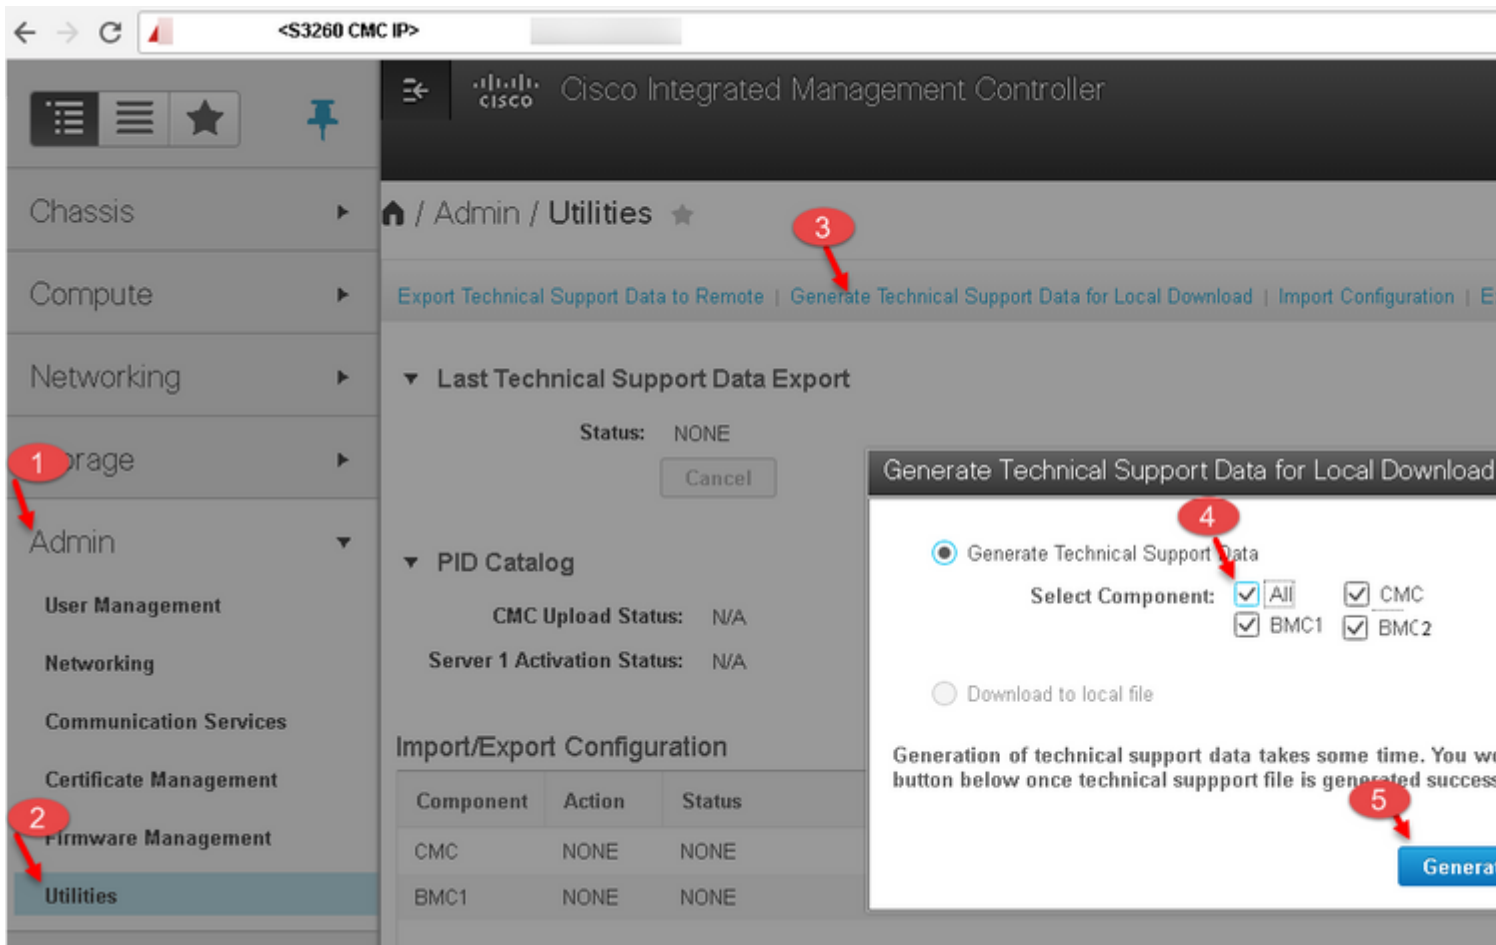 <S3260 CMC IP>
cisco Cisco Integrated Management Controller
Chassis
/ Admin / Utilities
3
Compute
Export Technical Support Data to Remote | Generate Technical Support Data for Local Download | Import Configuration | E
Networking
Last Technical Support Data Export
Status: NONE
Cancel
1
orage
Generate Technical Support Data for Local Download
4
Admin
Generate Technical Support Data
PID Catalog
Select Component: All CMC
BMC1 BMC2
User Management
CMC Upload Status: N/A
Networking
Server 1 Activation Status: N/A
Download to local file
Communication Services
Import/Export Configuration
Generation of technical support data takes some time. You wo
button below once technical suppport file is generated success
Certificate Management
Component Action Status
5
2
Firmware Management
CMC NONE NONE
Generat
Utilities
BMC1 NONE NONE